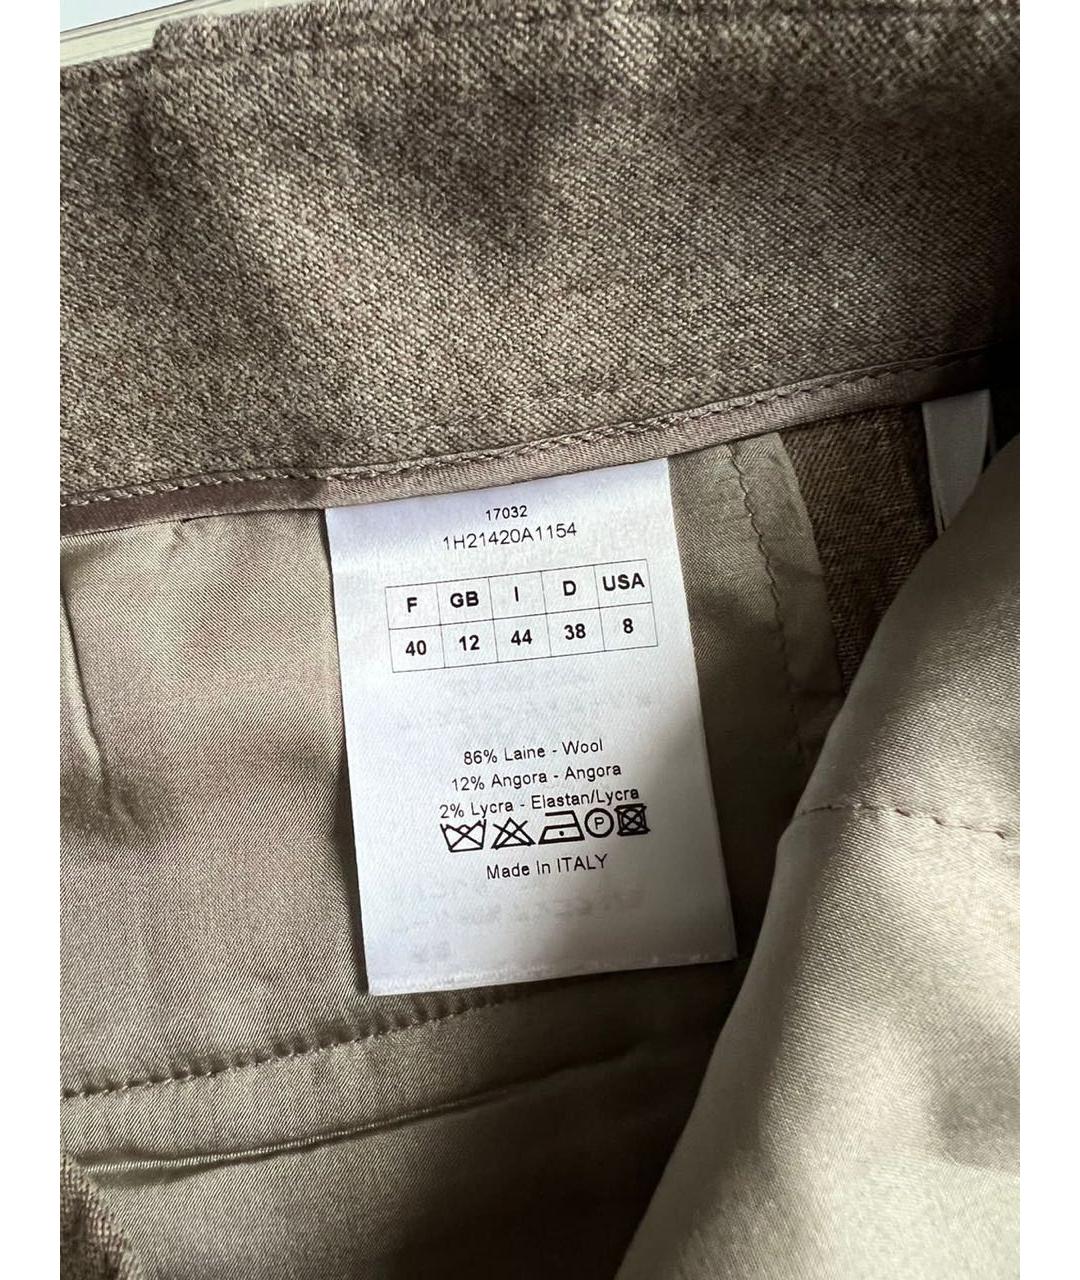 17032
1H21420A1154
F GB I D USA
40 12 44 38 8
86% Laine - Wool
12% Angora - Angora
2% Lycra - Elastan/Lycra
P
Made In ITALY